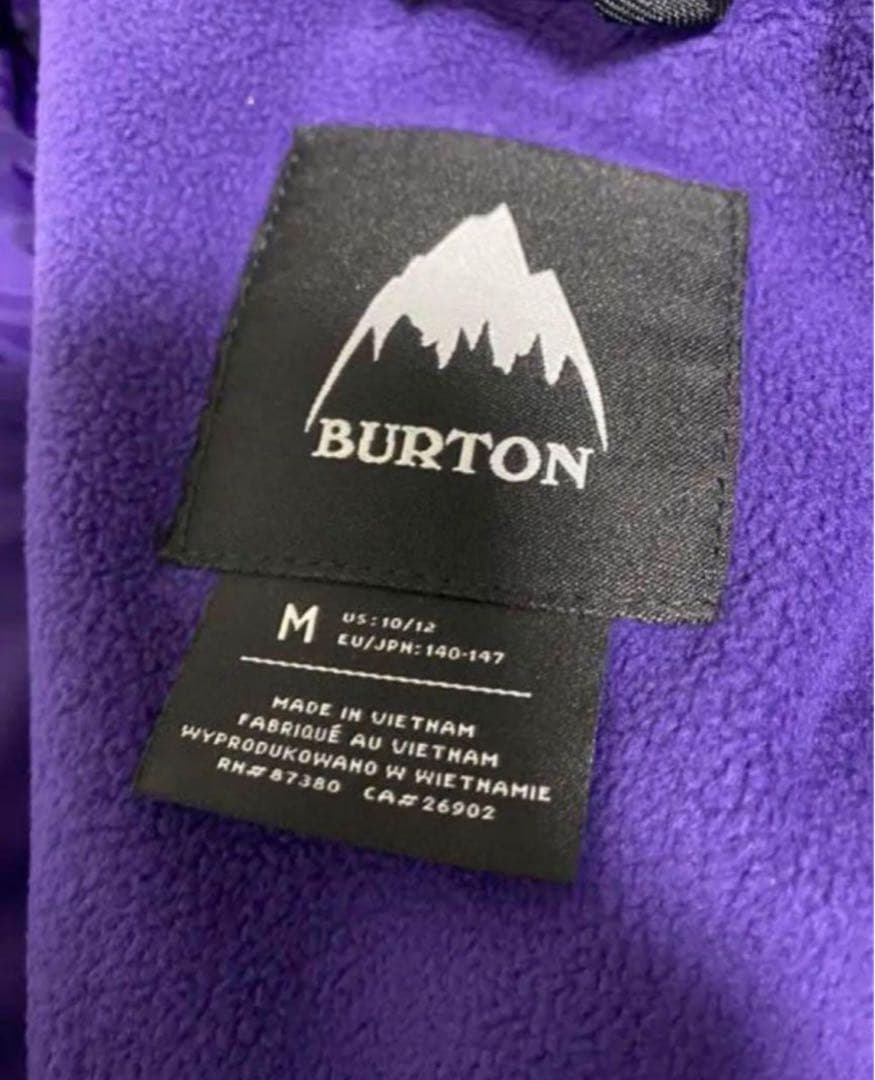 BURTON
M US: 10/12
EU/JPN: 140-147
MADE IN VIETNAM
FABRIQUÉ AU VIETNAM
WYPRODUKOWANO W WIETNAMIE
RN# 87380 CA# 26902